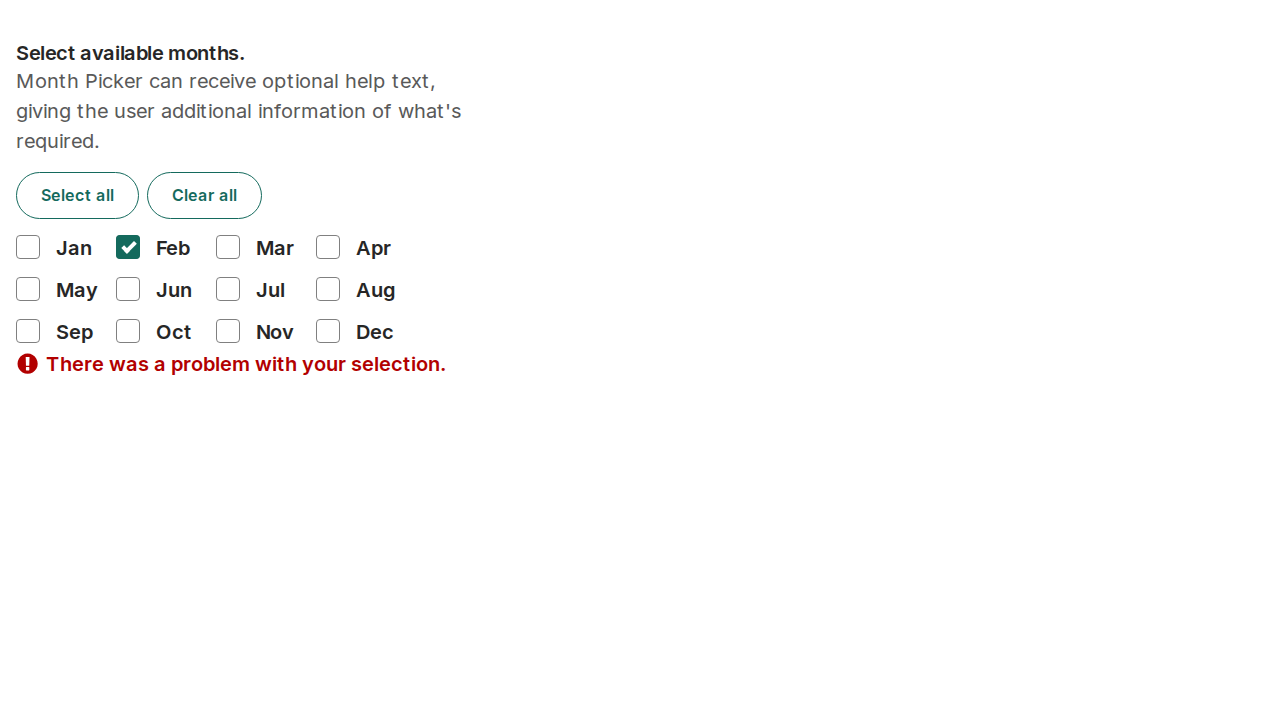 Select available months.
Month Picker can receive optional help text,
giving the user additional information of what's
required.
Select all Clear all
Jan Feb Mar Apr
May Jun Jul Aug
Sep Oct Nov Dec
There was a problem with your selection.